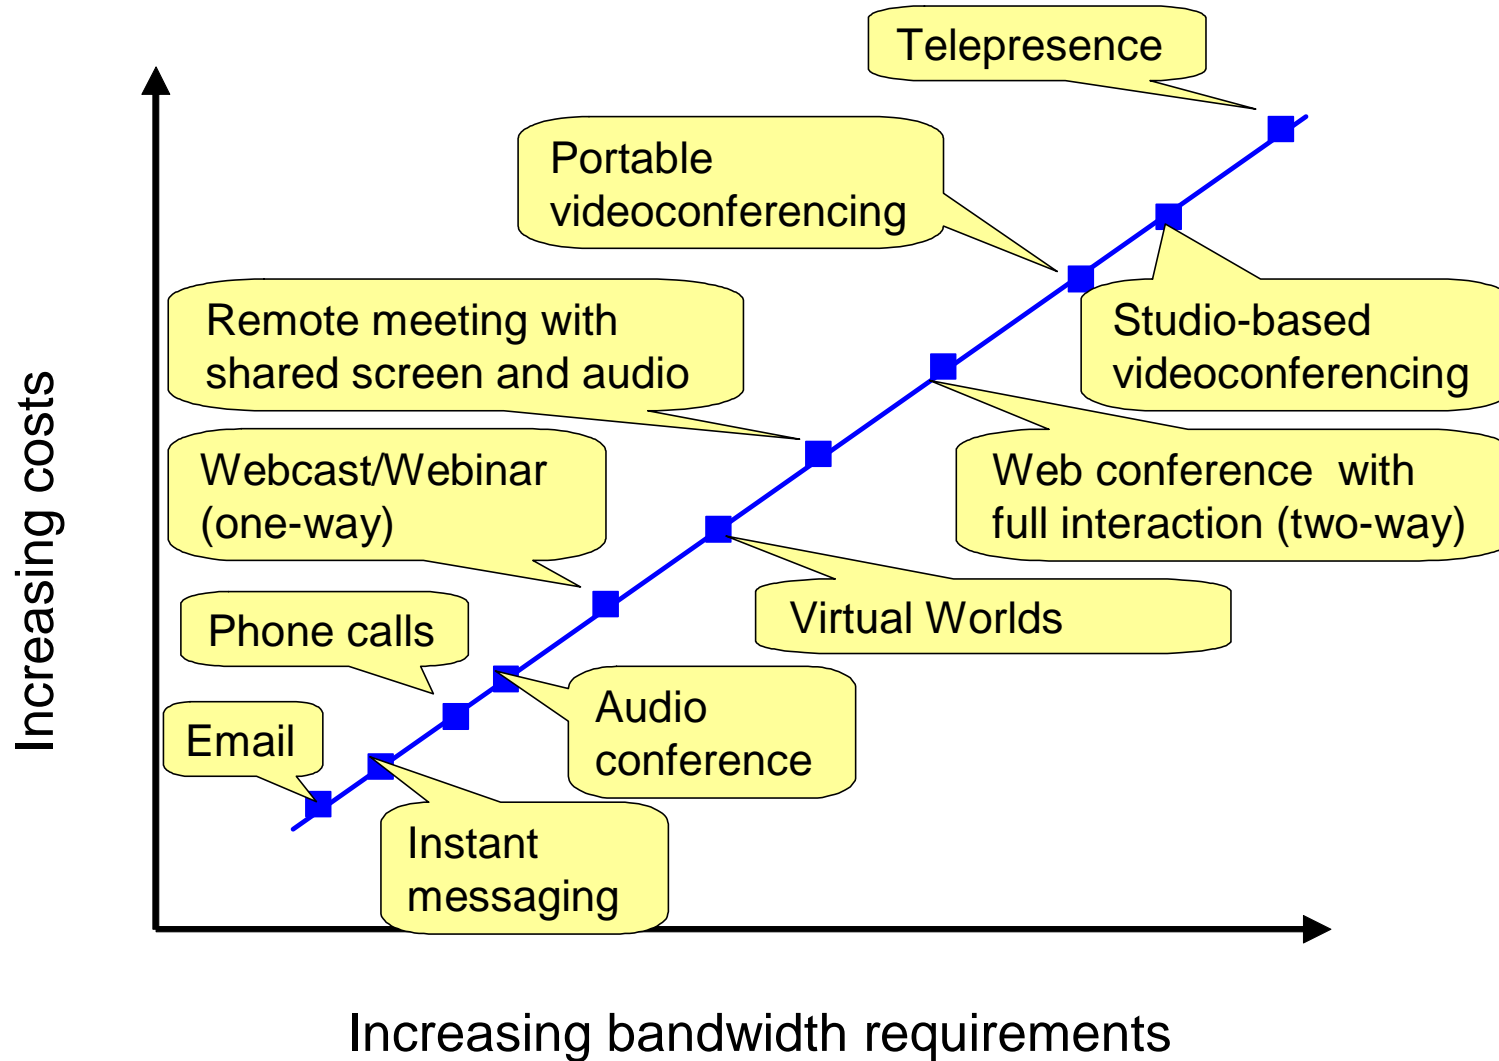 Telepresence
Portable
videoconferencing
Remote meeting with
shared screen and audio
Studio-based
videoconferencing
Webcast/Webinar
(one-way)
Web conference with
full interaction (two-way)
Phone calls
Virtual Worlds
Email
Audio
conference
Instant
messaging
Increasing costs
Increasing bandwidth requirements